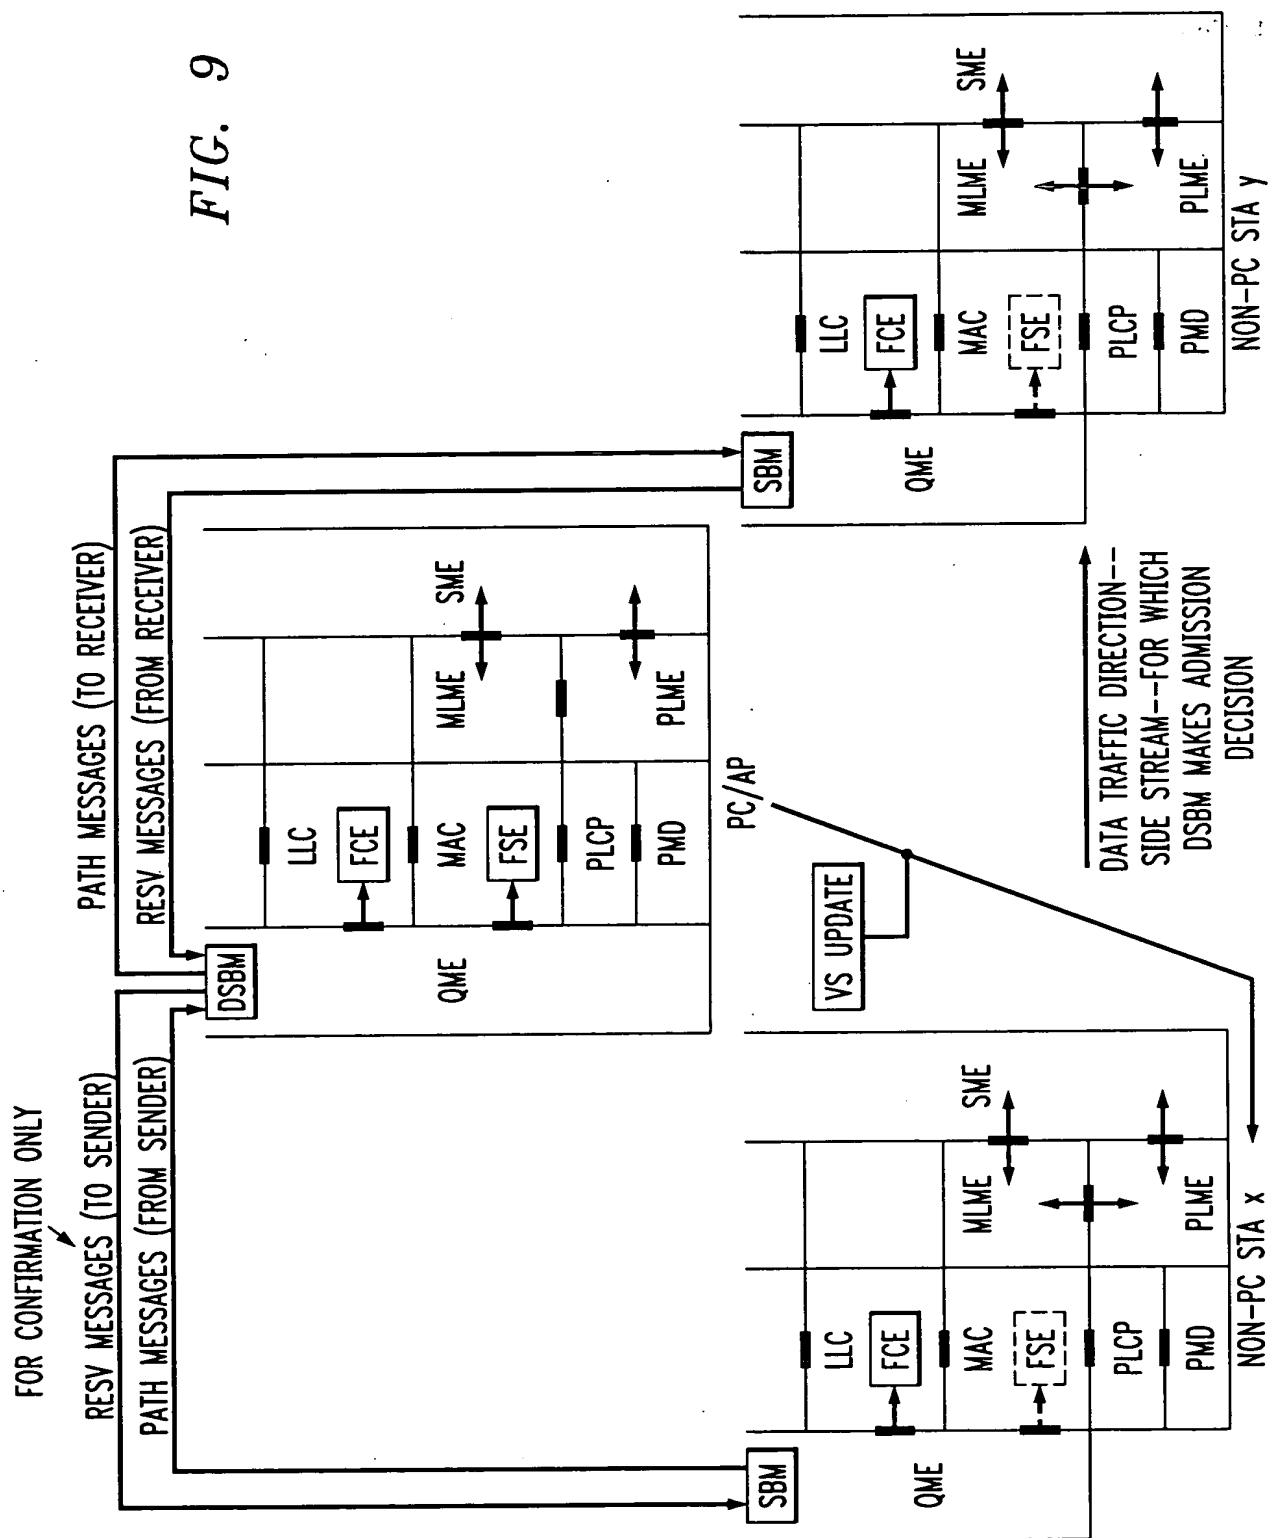 FOR CONFIRMATION ONLY
RESV MESSAGES (TO SENDER)
PATH MESSAGES (FROM SENDER)
PATH MESSAGES (TO RECEIVER)
RESV MESSAGES (FROM RECEIVER)
FIG. 9
DSBM
QME
LLC
FCE
MAC
FSE
PLCP
PMD
MLME
PLME
SME
PC/AP
SBM
QME
LLC
FCE
MAC
FSE
PLCP
PMD
MLME
PLME
SME
NON-PC STA x
VS UPDATE
SBM
QME
LLC
FCE
MAC
FSE
PLCP
PMD
MLME
PLME
SME
NON-PC STA y
DATA TRAFFIC DIRECTION--
SIDE STREAM--FOR WHICH
DSBM MAKES ADMISSION
DECISION